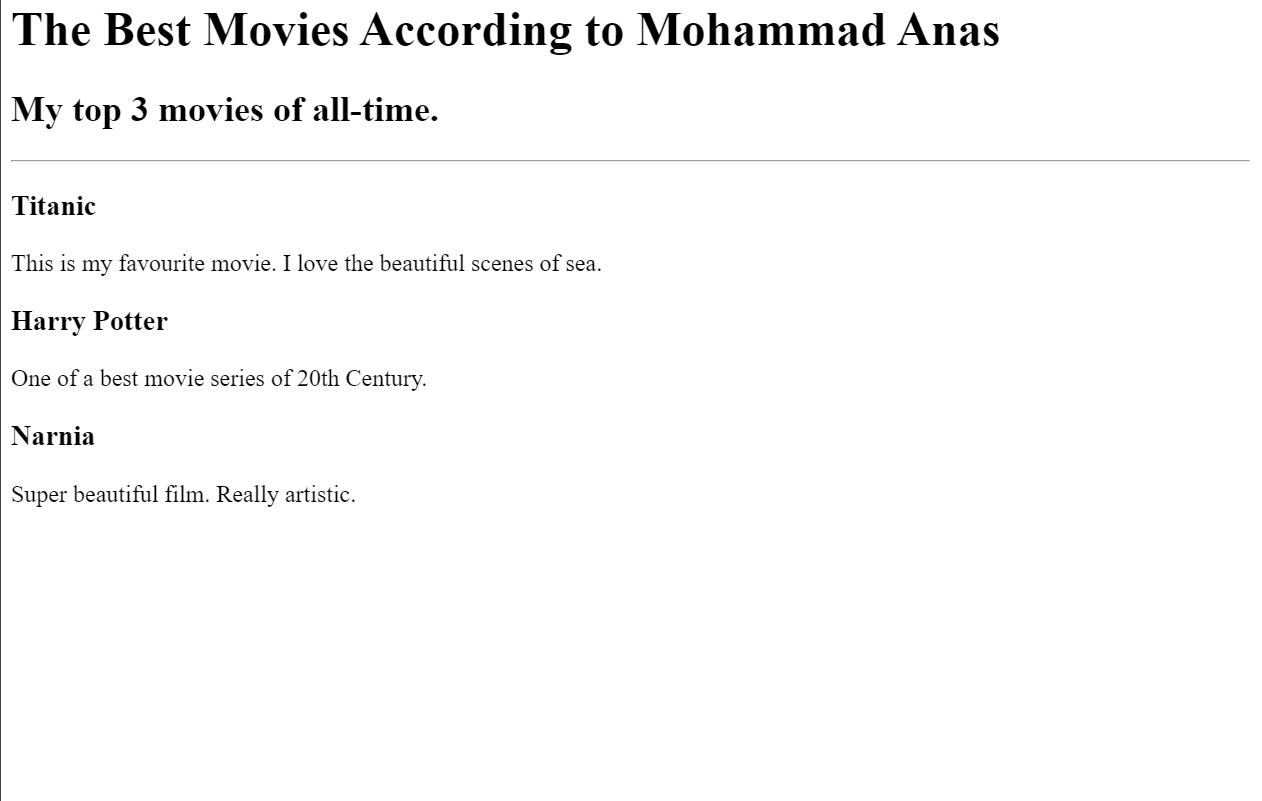 The Best Movies According to Mohammad Anas
My top 3 movies of all-time.
Titanic
This is my favourite movie. I love the beautiful scenes of sea.
Harry Potter
One of a best movie series of 20th Century.
Narnia
Super beautiful film. Really artistic.